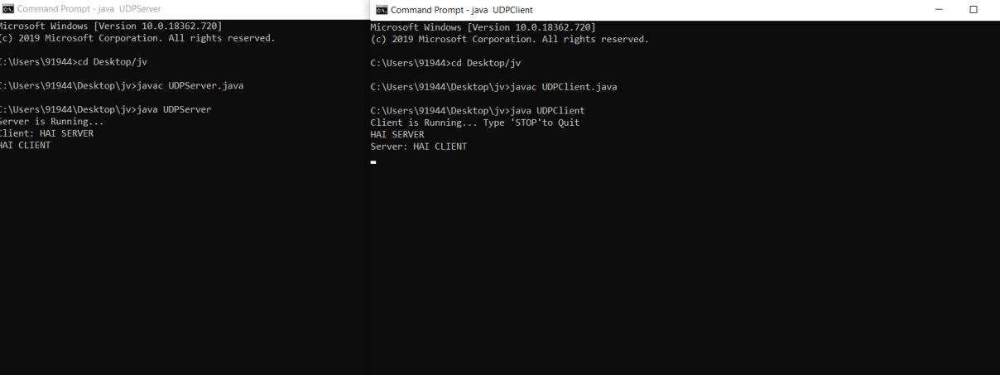 Command Prompt - java UDPServer
Microsoft Windows [Version 10.0.18362.720]
(c) 2019 Microsoft Corporation. All rights reserved.
C:\Users\91944>cd Desktop/jv
C:\Users\91944\Desktop\jv>javac UDPServer.java
C:\Users\91944\Desktop\jv>java UDPServer
Server is Running...
Client: HAI SERVER
HAI CLIENT
Command Prompt - java UDPClient
Microsoft Windows [Version 10.0.18362.720]
(c) 2019 Microsoft Corporation. All rights reserved.
C:\Users\91944>cd Desktop/jv
C:\Users\91944\Desktop\jv>javac UDPClient.java
C:\Users\91944\Desktop\jv>java UDPClient
Client is Running... Type 'STOP'to Quit
HAI SERVER
Server: HAI CLIENT